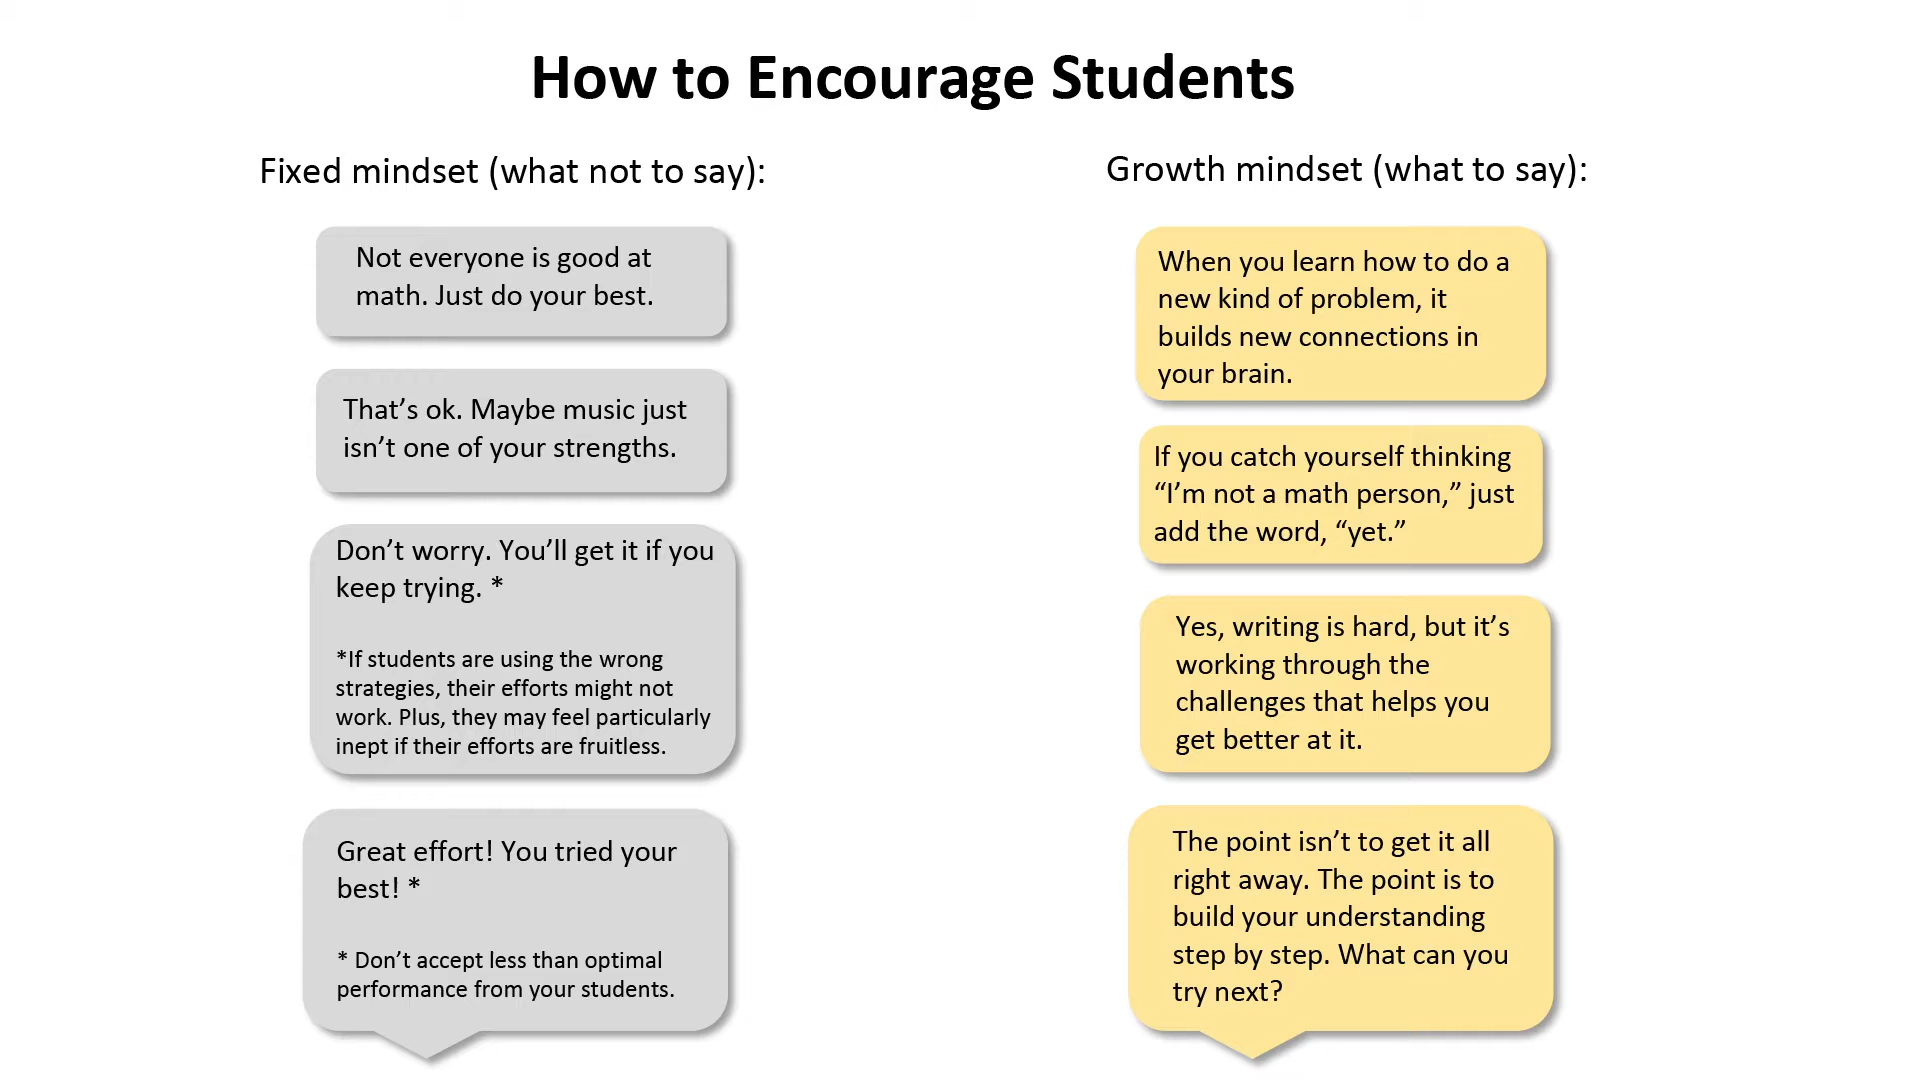 How to Encourage Students
Fixed mindset (what not to say):
Not everyone is good at
math. Just do your best.
That’s ok. Maybe music just
isn’t one of your strengths.
Don’t worry. You’ll get it if you
keep trying. *
*If students are using the wrong
strategies, their efforts might not
work. Plus, they may feel particularly
inept if their efforts are fruitless.
Great effort! You tried your
best! *
* Don’t accept less than optimal
performance from your students.
Growth mindset (what to say):
When you learn how to do a
new kind of problem, it
builds new connections in
your brain.
If you catch yourself thinking
“I’m not a math person,” just
add the word, “yet.”
Yes, writing is hard, but it’s
working through the
challenges that helps you
get better at it.
The point isn’t to get it all
right away. The point is to
build your understanding
step by step. What can you
try next?